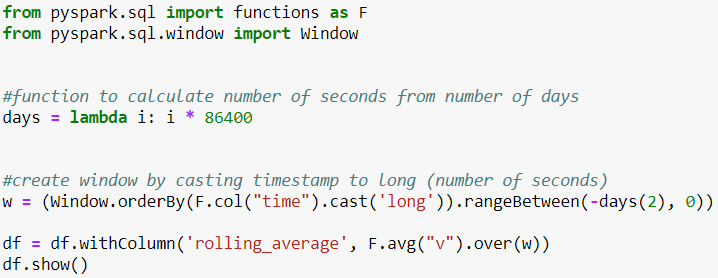 from pyspark.sql import functions as F
from pyspark.sql.window import Window
#function to calculate number of seconds from number of days
days = lambda i: i * 86400
#create window by casting timestamp to long (number of seconds)
w = (Window.orderBy(F.col("time").cast('long')).rangeBetween(-days(2), 0))
df = df.withColumn('rolling_average', F.avg("v").over(w))
df.show()